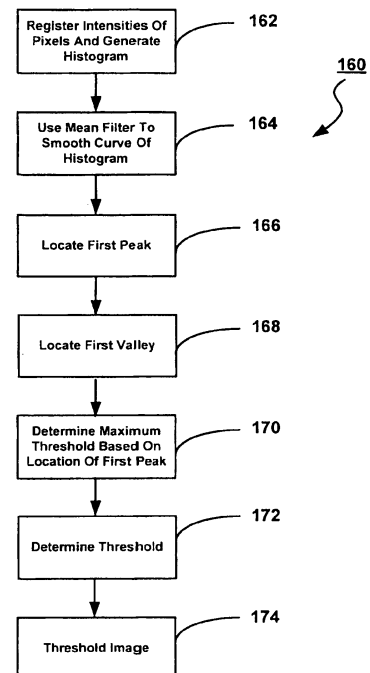 Register Intensities Of
Pixels And Generate
Histogram
162
160
Use Mean Filter To
Smooth Curve Of
Histogram
164
Locate First Peak
166
Locate First Valley
168
Determine Maximum
Threshold Based On
Location Of First Peak
170
Determine Threshold
172
Threshold Image
174